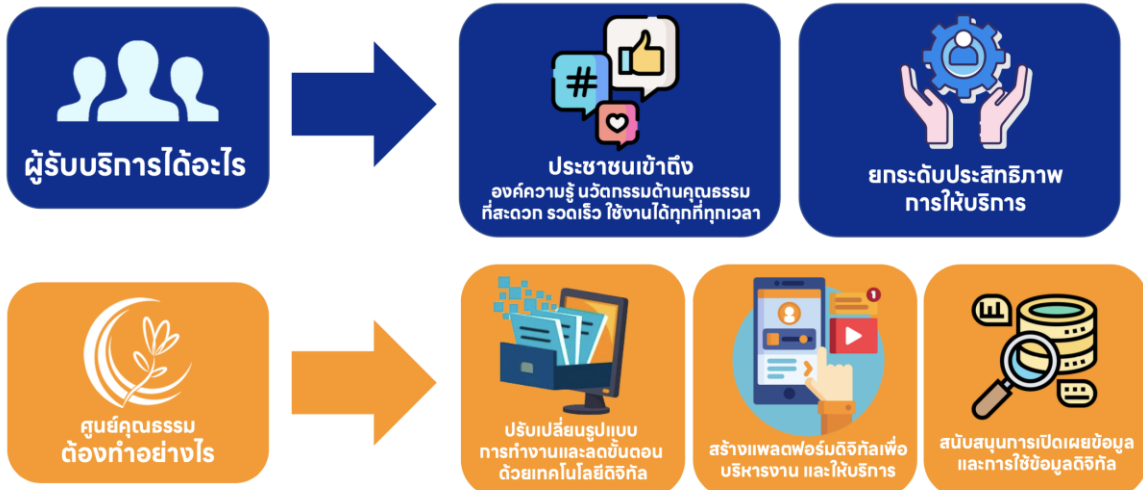 ผู้รับบริการได้อะไร
#
ประชาชนเข้าถึง
องค์ความรู้ นวัตกรรมด้านคุณธรรม
ที่สะดวก รวดเร็ว ใช้งานได้ทุกที่ทุกเวลา
ยกระดับประสิทธิภาพ
การให้บริการ
ศูนย์คุณธรรม
ต้องทำอย่างไร
ปรับเปลี่ยนรูปแบบ
การทำงานและลดขั้นตอน
ด้วยเทคโนโลยีดิจิทัล
1
สร้างแพลตฟอร์มดิจิทัลเพื่อ
บริหารงาน และให้บริการ
สนับสนุนการเปิดเผยข้อมูล
และการใช้ข้อมูลดิจิทัล